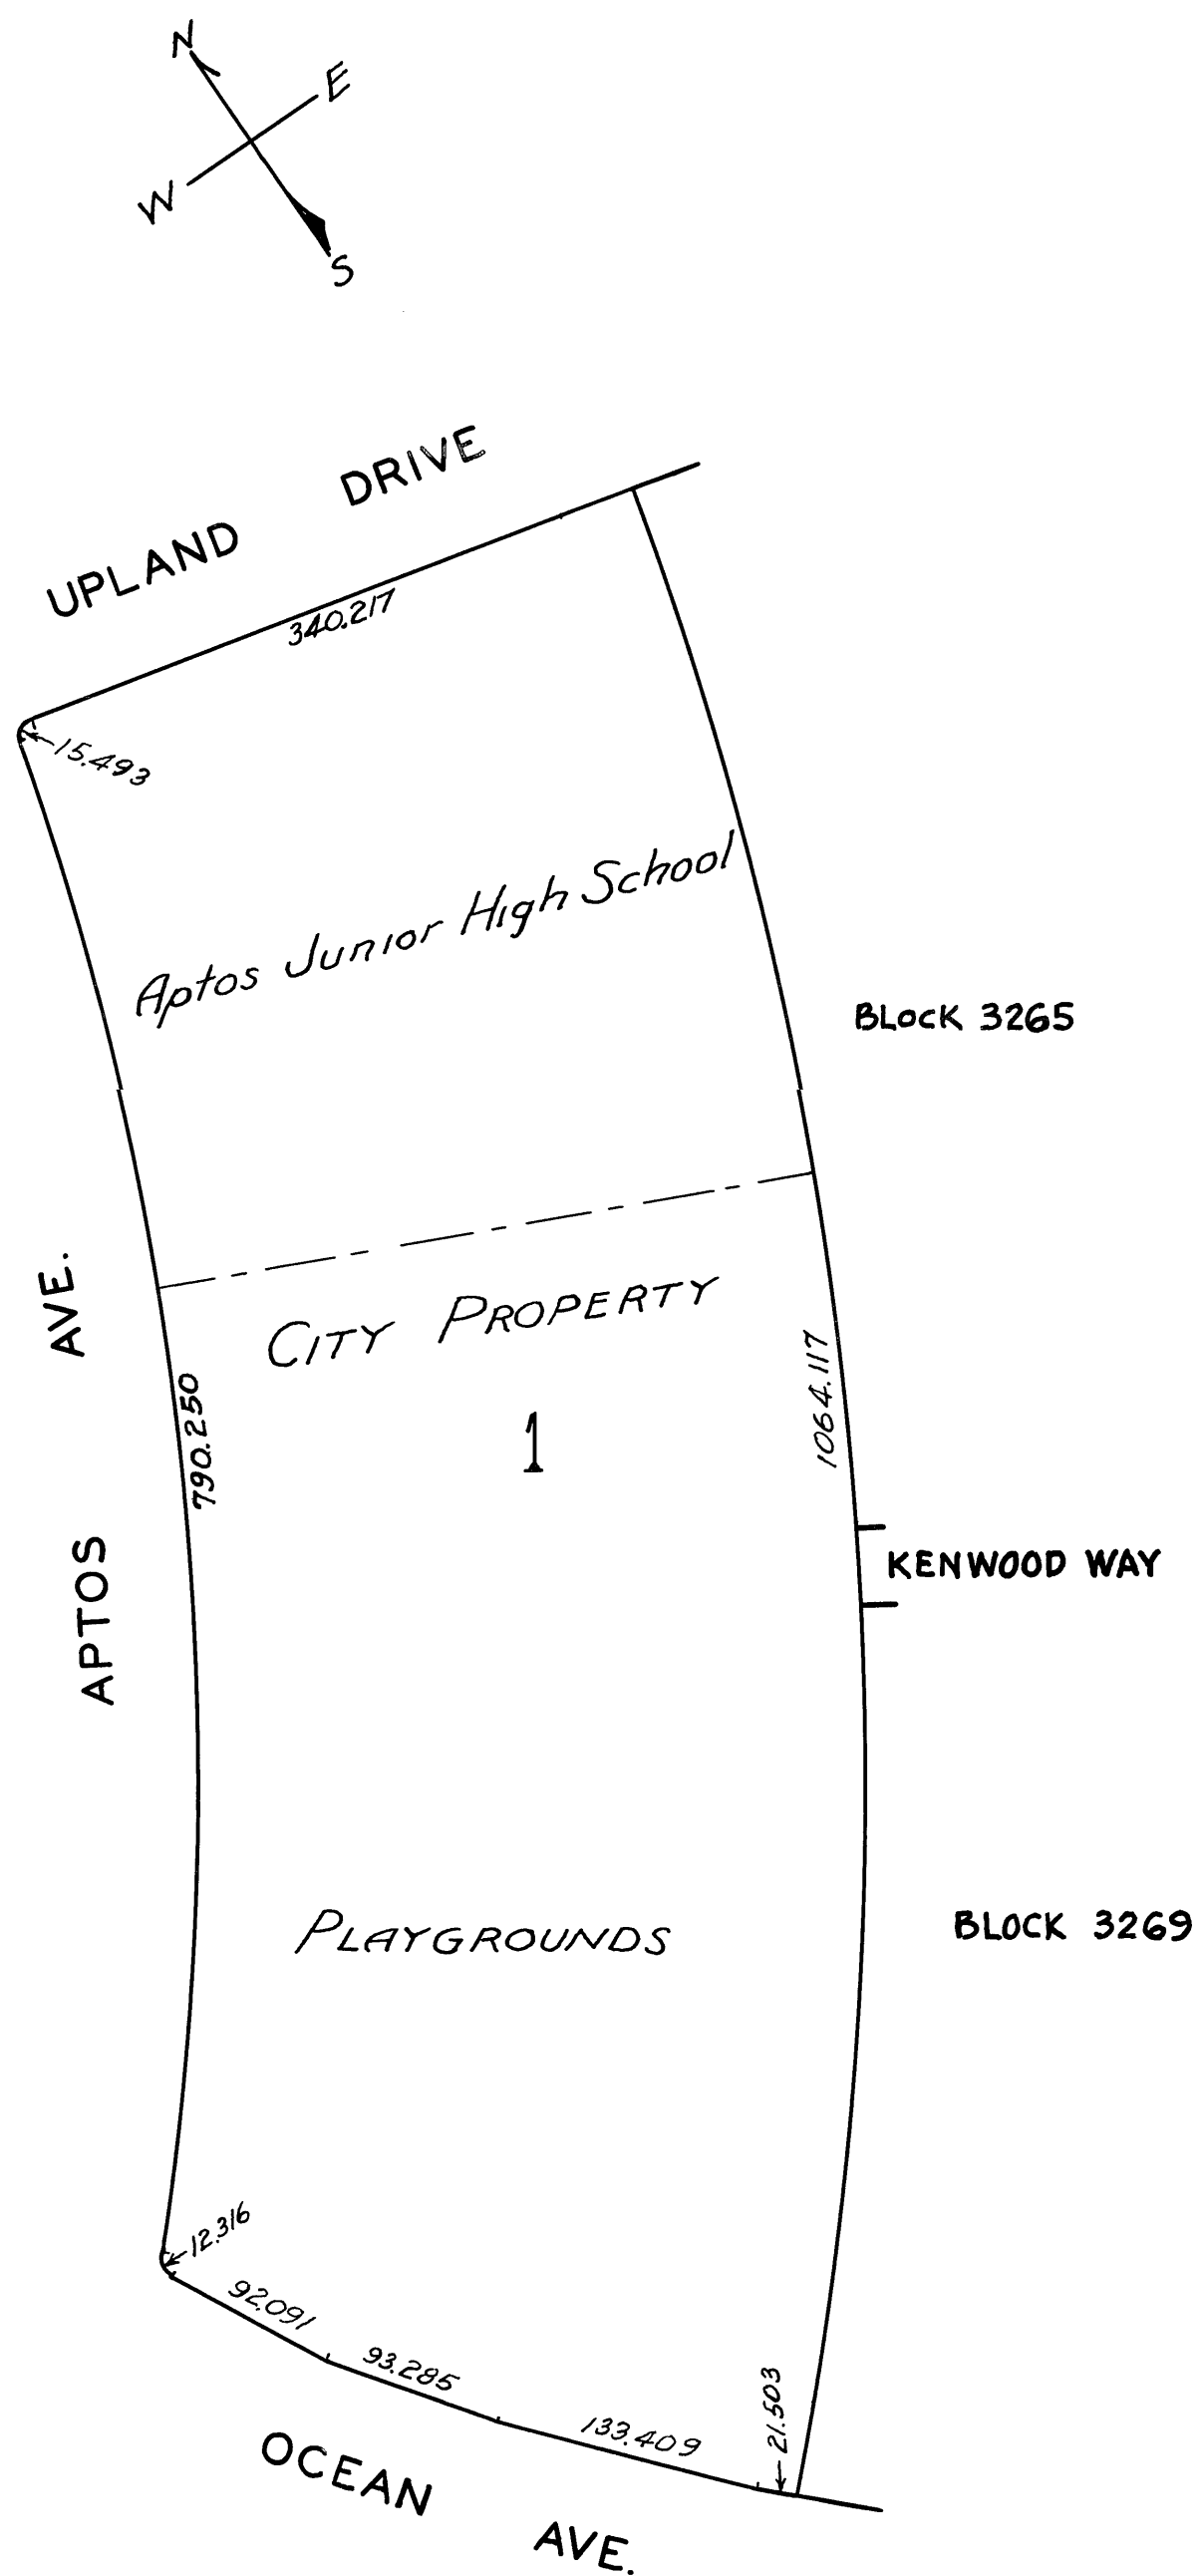 N
E
W
S
UPLAND DRIVE
340.217
15.493
Aptos Junior High School
BLOCK 3265
CITY PROPERTY
1
APTOS AVE.
790.250
1064.117
KENWOOD WAY
PLAYGROUNDS
BLOCK 3269
12.316
92.091
93.285
133.409
21.503
OCEAN AVE.